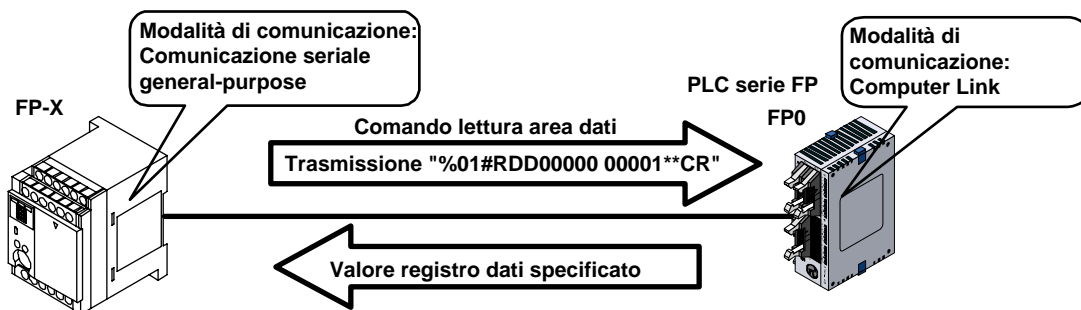 Modalità di comunicazione:
Comunicazione seriale
general-purpose
Modalità di
comunicazione:
Computer Link
PLC serie FP
FP-X
FP0
Comando lettura area dati
Trasmissione "%01#RDD00000 00001**CR"
Valore registro dati specificato